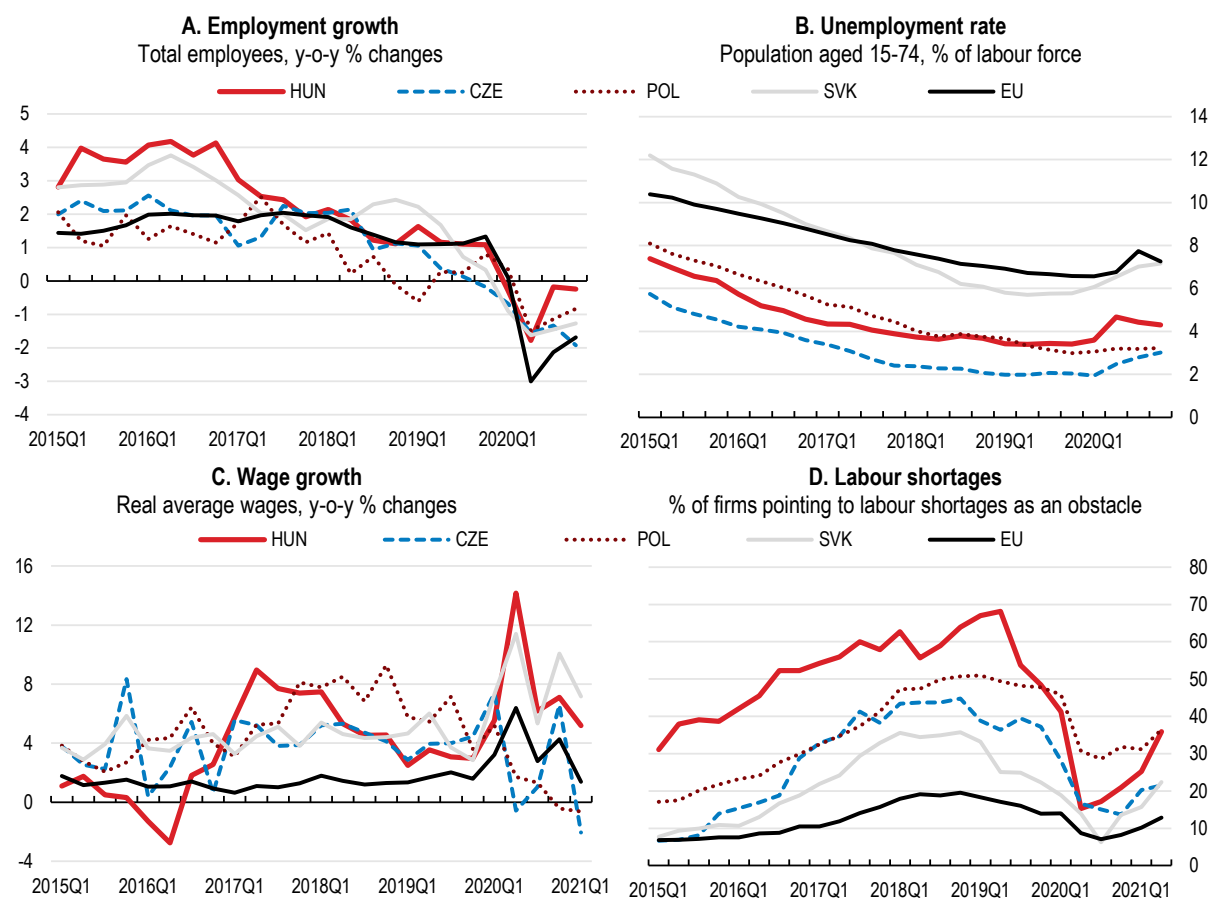 A. Employment growth
Total employees, y-o-y % changes
HUN CZE POL SVK EU
5
4
3
2
1
0
-1
-2
-3
-4
2015Q1 2016Q1 2017Q1 2018Q1 2019Q1 2020Q1
B. Unemployment rate
Population aged 15-74, % of labour force
14
12
10
8
6
4
2
0
2015Q1 2016Q1 2017Q1 2018Q1 2019Q1 2020Q1
C. Wage growth
Real average wages, y-o-y % changes
HUN CZE POL SVK EU
16
12
8
4
0
-4
2015Q1 2016Q1 2017Q1 2018Q1 2019Q1 2020Q1 2021Q1
D. Labour shortages
% of firms pointing to labour shortages as an obstacle
80
70
60
50
40
30
20
10
0
2015Q1 2016Q1 2017Q1 2018Q1 2019Q1 2020Q1 2021Q1